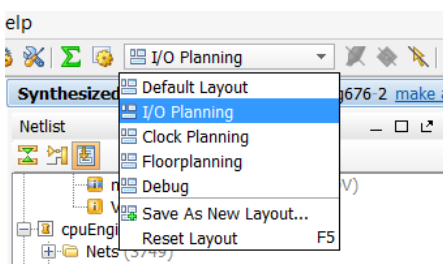 elp
I/O Planning
Synthesized
g676-2 make
Default Layout
I/O Planning
Netlist
Clock Planning
Floorplanning
Debug
V)
Save As New Layout...
cpuEngi
Reset Layout F5
Nets (3749)